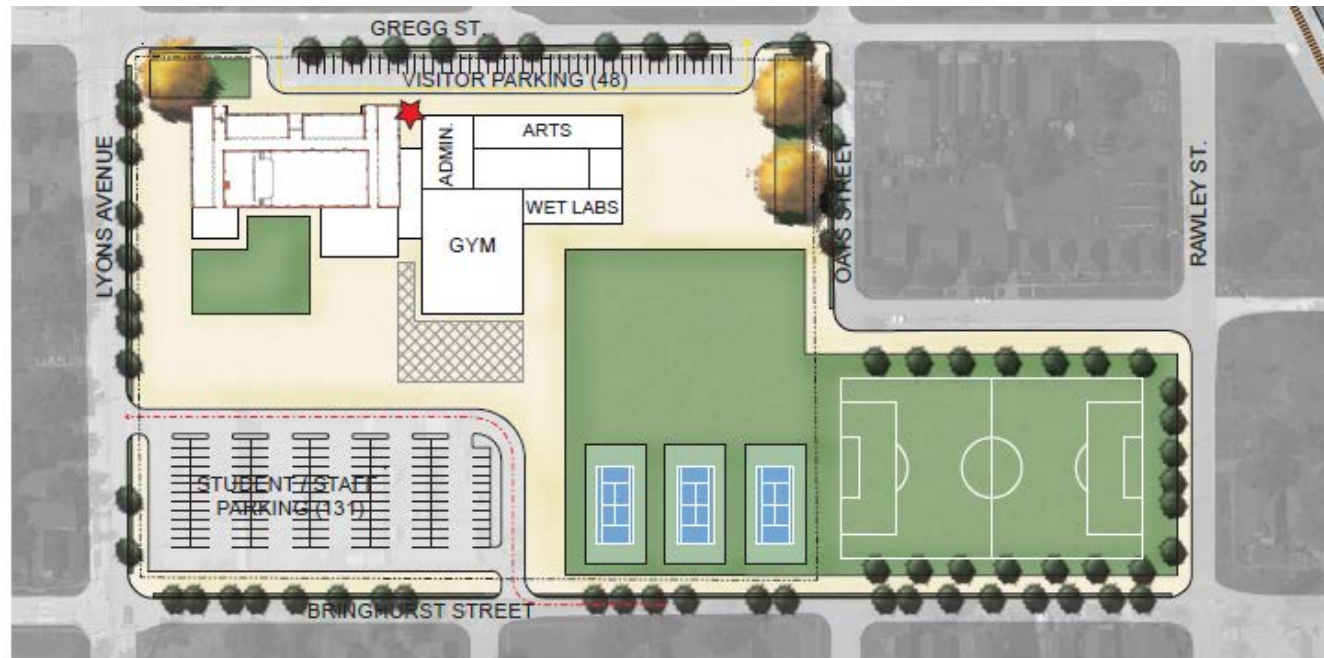 GREGG ST.
VISITOR PARKING (48)
LYONS AVENUE
ADMIN.
ARTS
WET LABS
GYM
OATS STREET
RAWLEY ST.
STUDENT / STAFF
PARKING (131)
BRINGHURST STREET